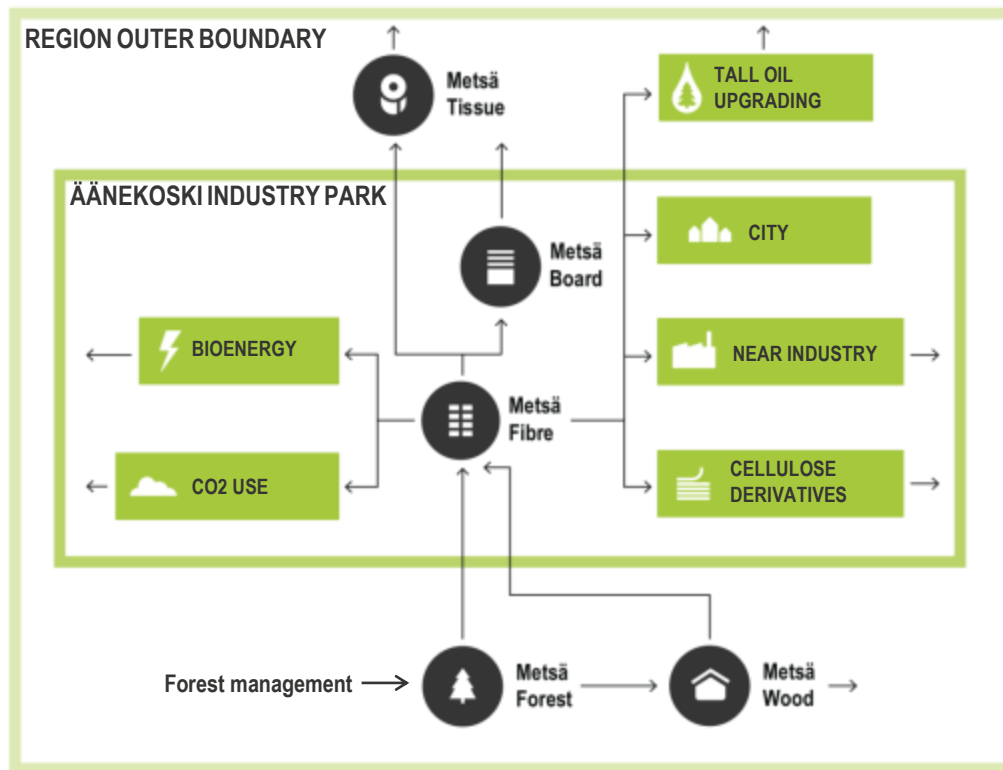 REGION OUTER BOUNDARY
Metsä
Tissue
TALL OIL
UPGRADING
ÄÄNEKOSKI INDUSTRY PARK
CITY
Metsä
Board
BIOENERGY
NEAR INDUSTRY
Metsä
Fibre
CO2 USE
CELLULOSE
DERIVATIVES
Forest management
Metsä
Forest
Metsä
Wood